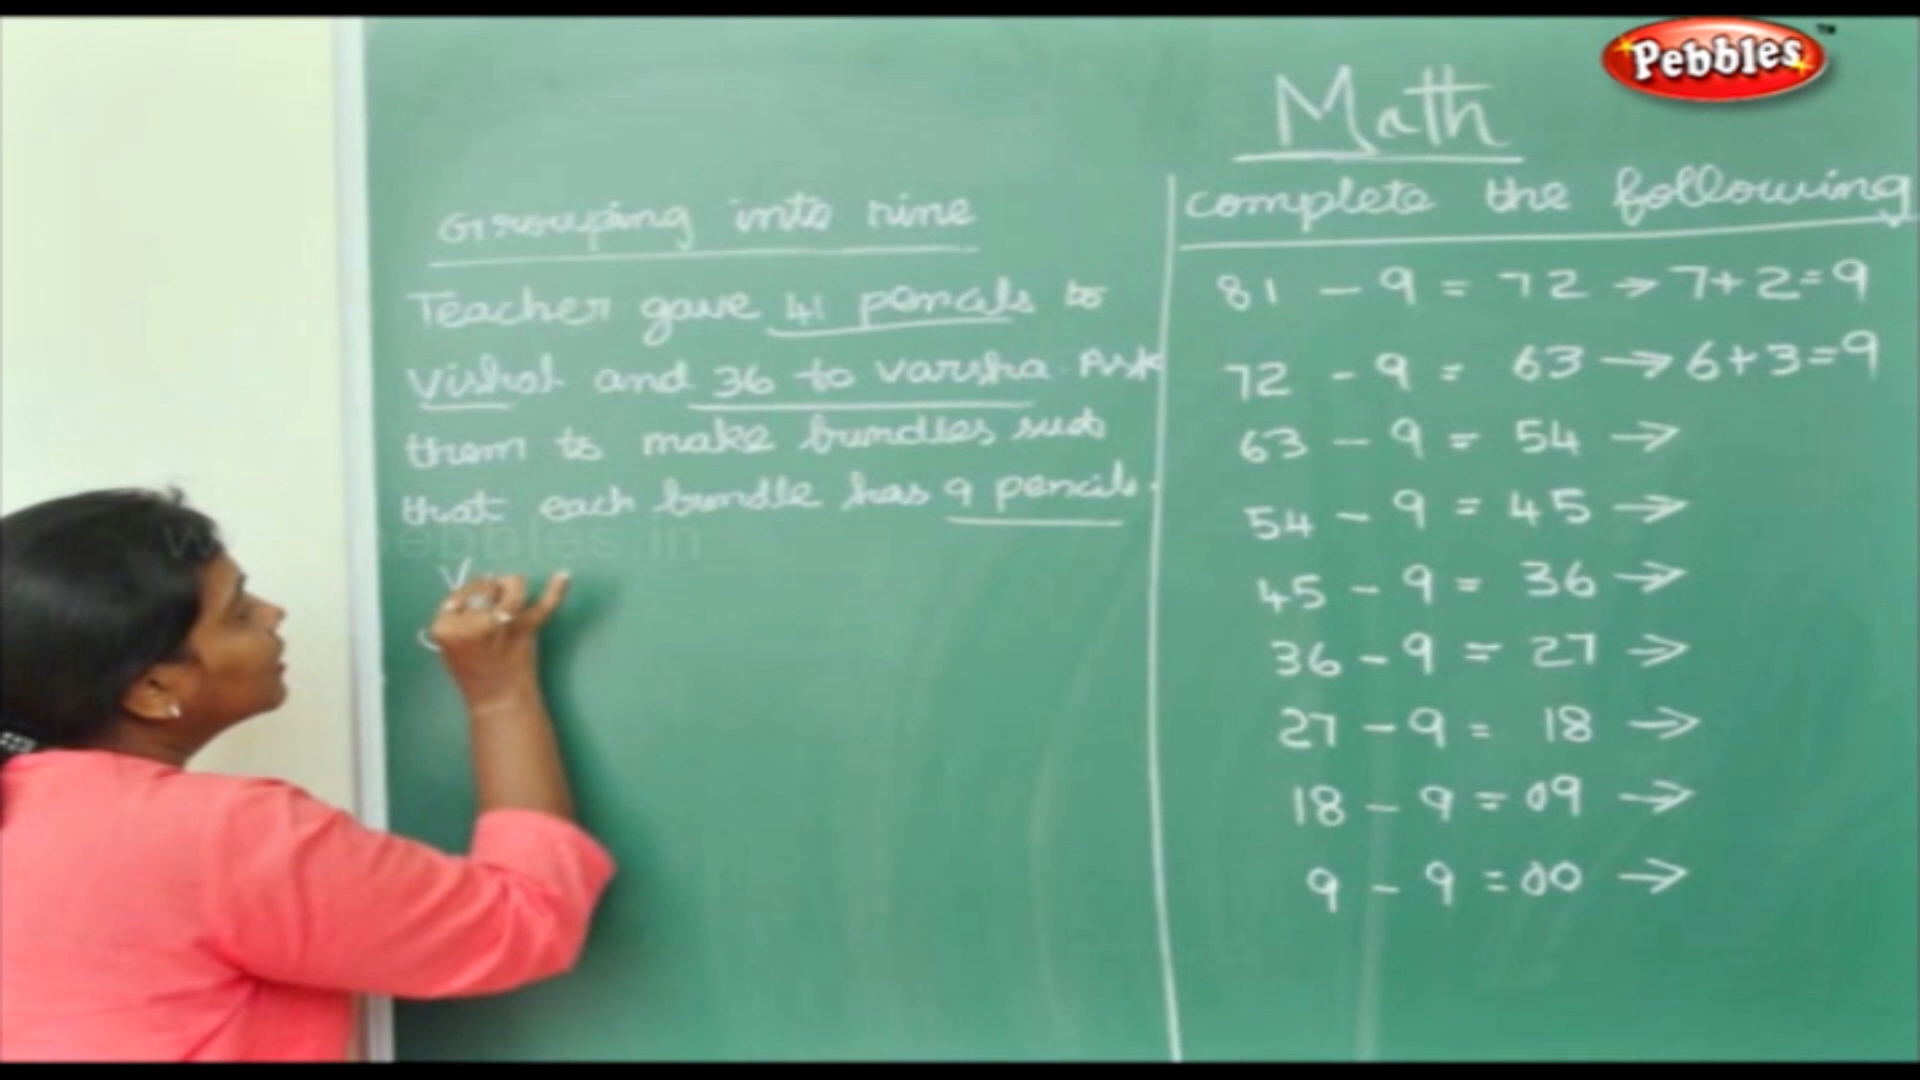 Pebbles™
Math
Grouping into nine
Teacher gave 41 pencils to
Vishal and 36 to varsha. Ask
them to make bundles such
that each bundle has 9 pencils.
V
complete the following
81 - 9 = 72 → 7+2=9
72 - 9 = 63 → 6+3=9
63 - 9 = 54 →
54 - 9 = 45 →
45 - 9 = 36 →
36 - 9 = 27 →
27 - 9 = 18 →
18 - 9 = 09 →
9 - 9 = 00 →